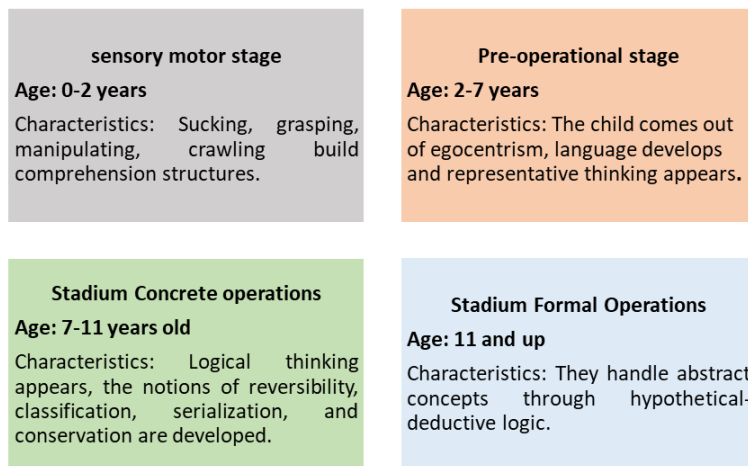 sensory motor stage
Age: 0-2 years
Characteristics: Sucking, grasping,
manipulating, crawling build
comprehension structures.
Pre-operational stage
Age: 2-7 years
Characteristics: The child comes out
of egocentrism, language develops
and representative thinking appears.
Stadium Concrete operations
Age: 7-11 years old
Characteristics: Logical thinking
appears, the notions of reversibility,
classification, serialization, and
conservation are developed.
Stadium Formal Operations
Age: 11 and up
Characteristics: They handle abstract
concepts through hypothetical-
deductive logic.